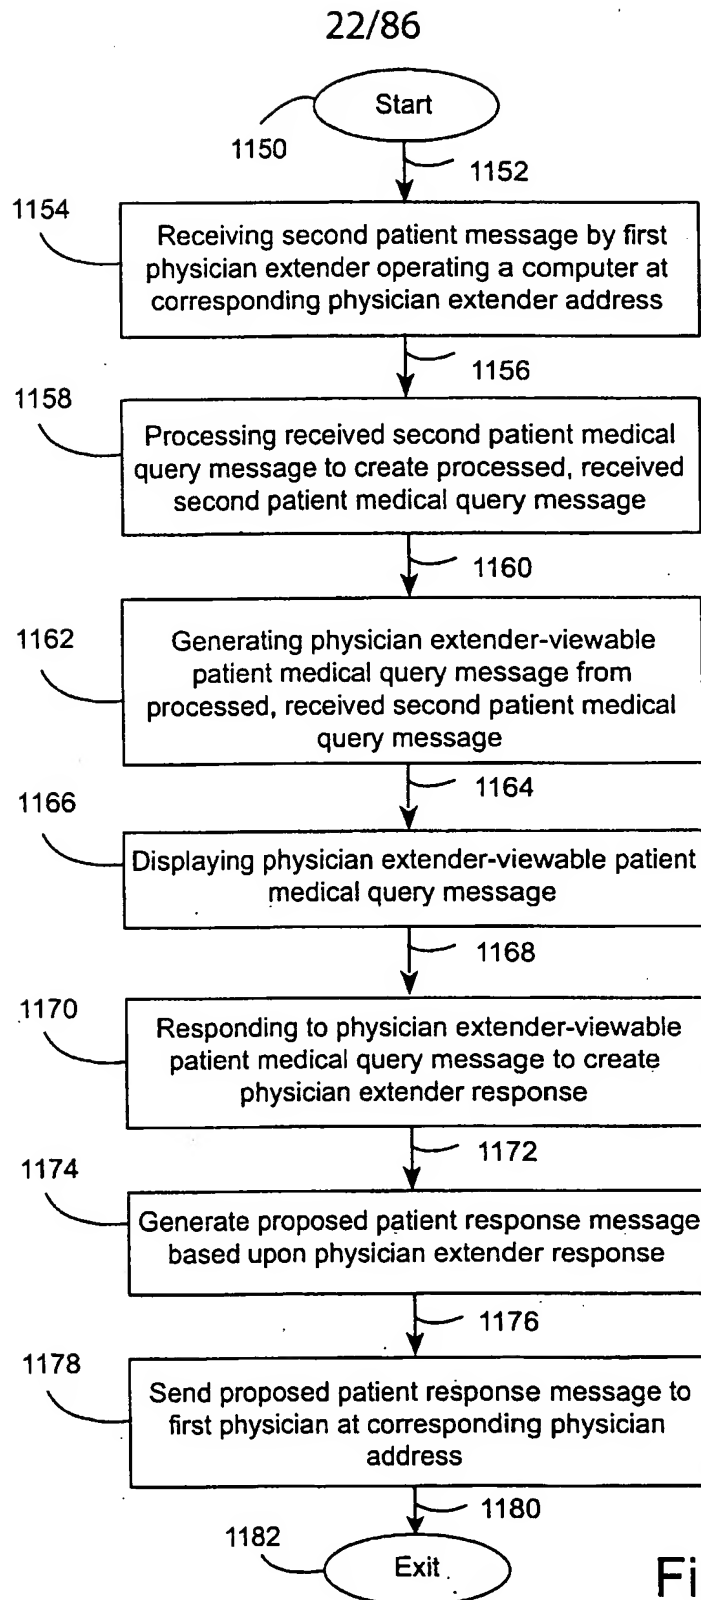 22/86
Start
1150
1152
1154
Receiving second patient message by first
physician extender operating a computer at
corresponding physician extender address
1156
1158
Processing received second patient medical
query message to create processed, received
second patient medical query message
1160
1162
Generating physician extender-viewable
patient medical query message from
processed, received second patient medical
query message
1164
1166
Displaying physician extender-viewable patient
medical query message
1168
1170
Responding to physician extender-viewable
patient medical query message to create
physician extender response
1172
1174
Generate proposed patient response message
based upon physician extender response
1176
1178
Send proposed patient response message to
first physician at corresponding physician
address
1180
1182
Exit
Fi